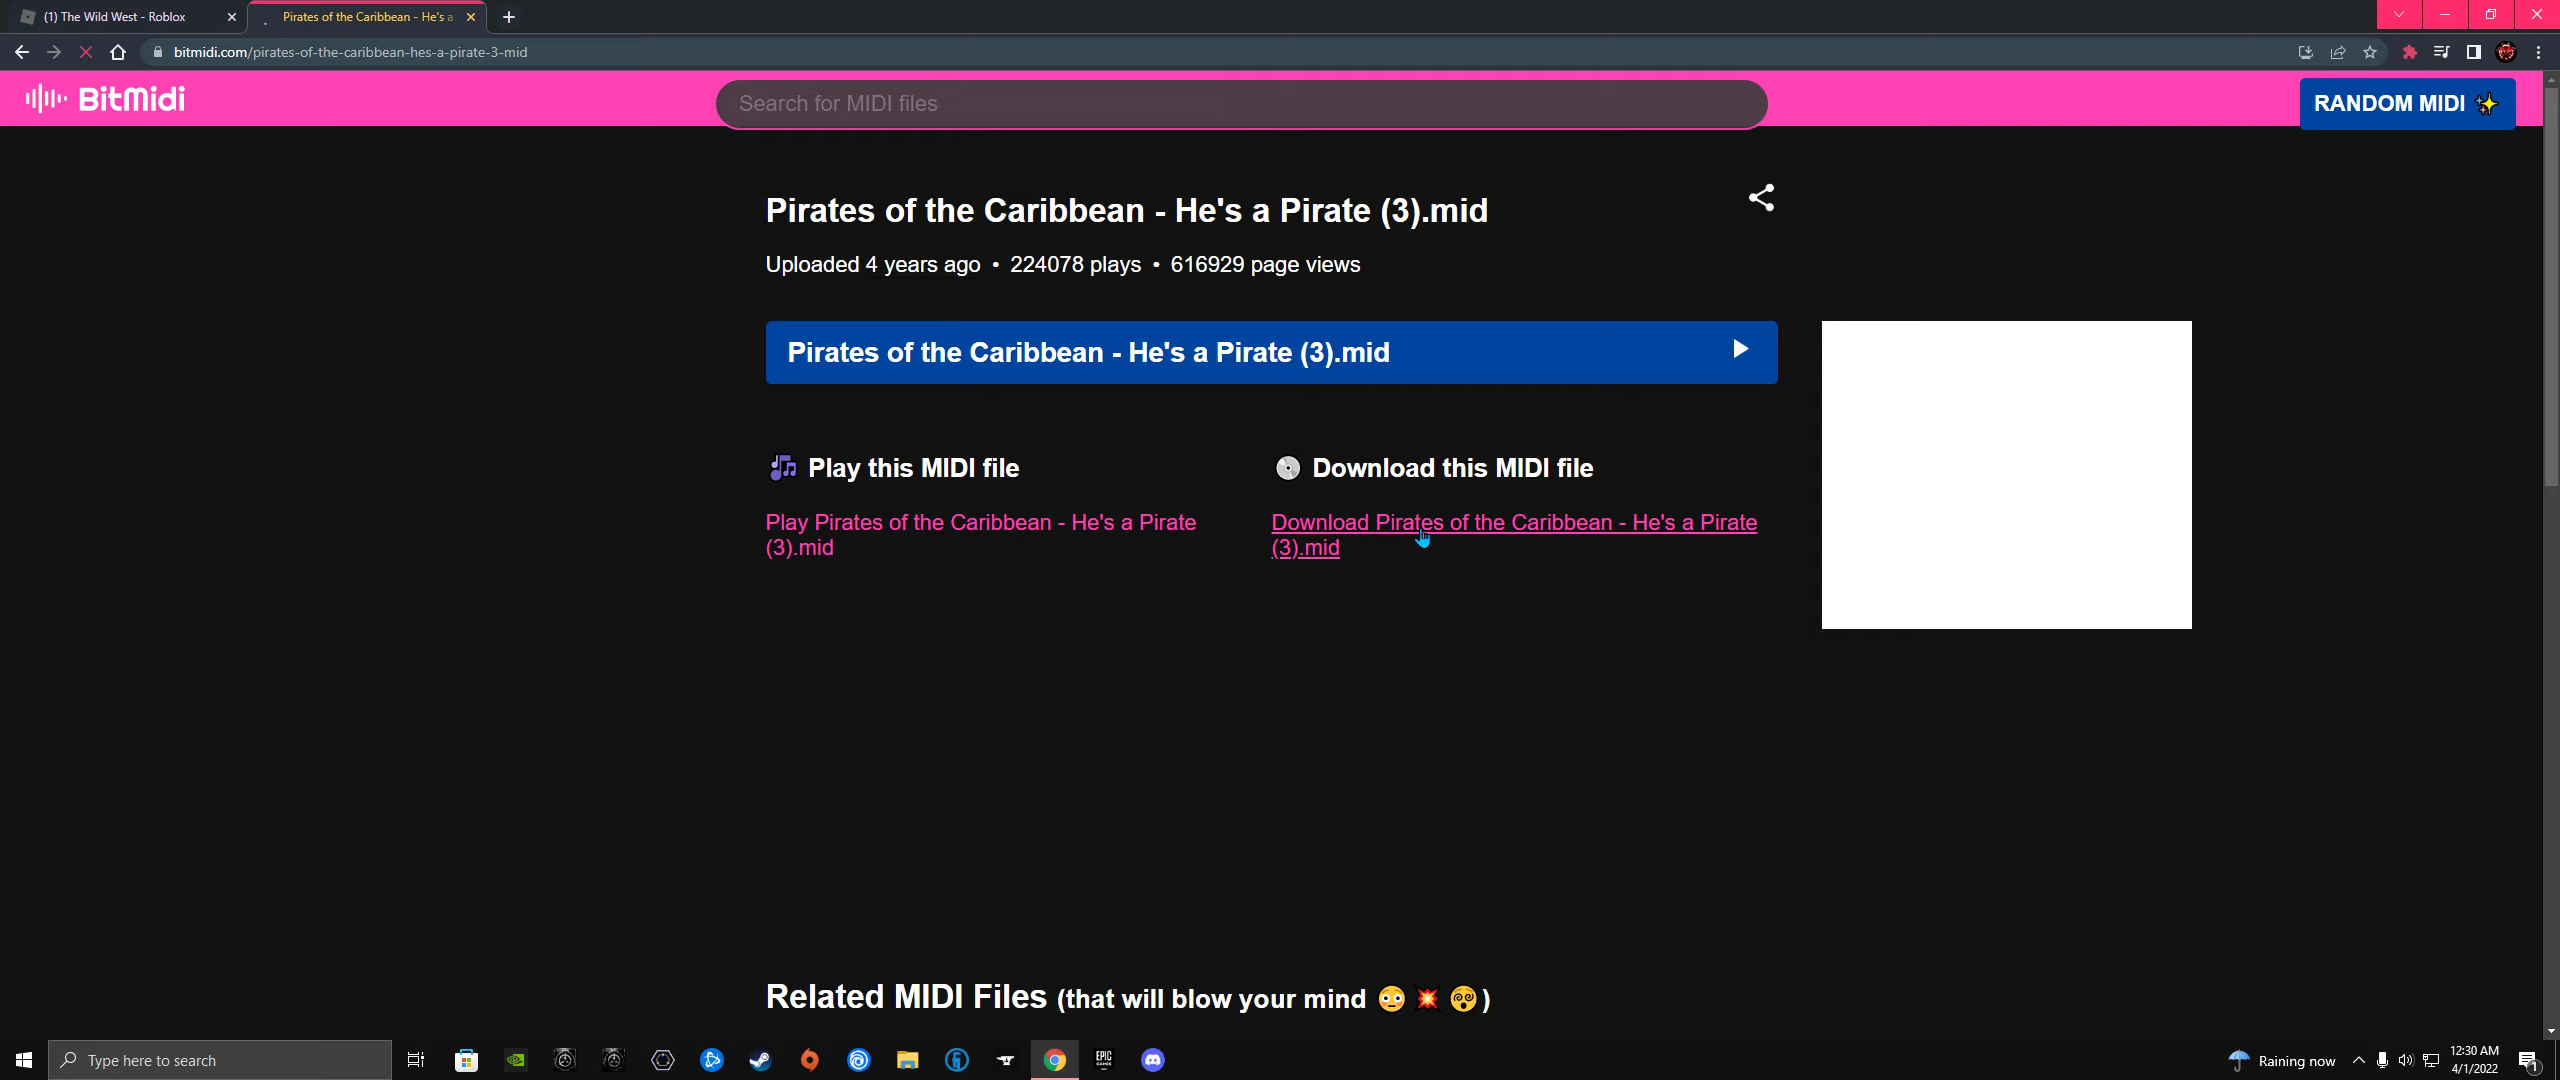 (1) The Wild West - Roblox
Pirates of the Caribbean - He's a
bitmidi.com/pirates-of-the-caribbean-hes-a-pirate-3-mid
BitMidi
Search for MIDI files
RANDOM MIDI ✨
Pirates of the Caribbean - He's a Pirate (3).mid
Uploaded 4 years ago • 224078 plays • 616929 page views
Pirates of the Caribbean - He's a Pirate (3).mid
Play this MIDI file
Download this MIDI file
Play Pirates of the Caribbean - He's a Pirate
(3).mid
Download Pirates of the Caribbean - He's a Pirate
(3).mid
Related MIDI Files (that will blow your mind 😳 💥 😵)
Type here to search
EPIC
GAMES
Raining now
12:30 AM
4/1/2022
1